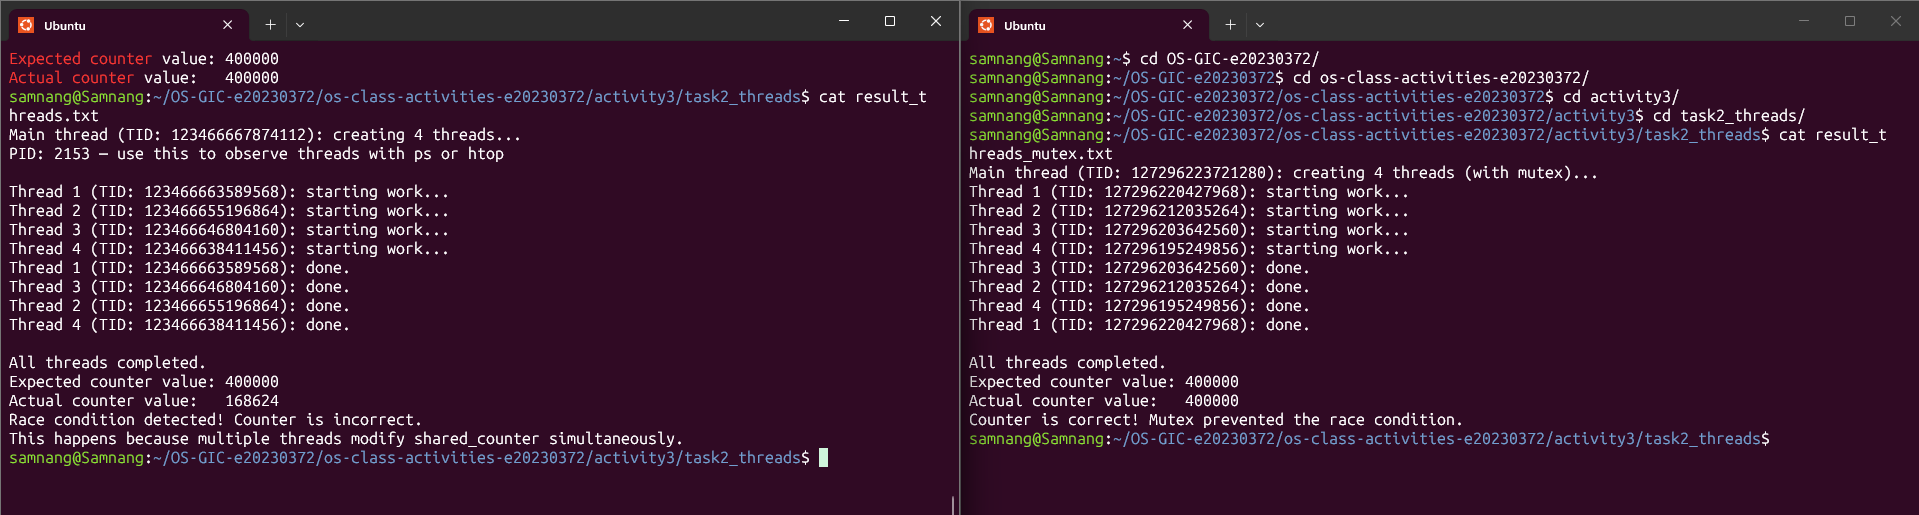 Ubuntu
Expected counter value: 400000
Actual counter value:   400000
samnang@Samnang:~/OS-GIC-e20230372/os-class-activities-e20230372/activity3/task2_threads$ cat result_t
hreads.txt
Main thread (TID: 123466667874112): creating 4 threads...
PID: 2153 — use this to observe threads with ps or htop

Thread 1 (TID: 123466663589568): starting work...
Thread 2 (TID: 123466655196864): starting work...
Thread 3 (TID: 123466646804160): starting work...
Thread 4 (TID: 123466638411456): starting work...
Thread 1 (TID: 123466663589568): done.
Thread 3 (TID: 123466646804160): done.
Thread 2 (TID: 123466655196864): done.
Thread 4 (TID: 123466638411456): done.

All threads completed.
Expected counter value: 400000
Actual counter value:   168624
Race condition detected! Counter is incorrect.
This happens because multiple threads modify shared_counter simultaneously.
samnang@Samnang:~/OS-GIC-e20230372/os-class-activities-e20230372/activity3/task2_threads$
Ubuntu
samnang@Samnang:~$ cd OS-GIC-e20230372/
samnang@Samnang:~/OS-GIC-e20230372$ cd os-class-activities-e20230372/
samnang@Samnang:~/OS-GIC-e20230372/os-class-activities-e20230372$ cd activity3/
samnang@Samnang:~/OS-GIC-e20230372/os-class-activities-e20230372/activity3$ cd task2_threads/
samnang@Samnang:~/OS-GIC-e20230372/os-class-activities-e20230372/activity3/task2_threads$ cat result_t
hreads_mutex.txt
Main thread (TID: 127296223721280): creating 4 threads (with mutex)...
Thread 1 (TID: 127296220427968): starting work...
Thread 2 (TID: 127296212035264): starting work...
Thread 3 (TID: 127296203642560): starting work...
Thread 4 (TID: 127296195249856): starting work...
Thread 3 (TID: 127296203642560): done.
Thread 2 (TID: 127296212035264): done.
Thread 4 (TID: 127296195249856): done.
Thread 1 (TID: 127296220427968): done.

All threads completed.
Expected counter value: 400000
Actual counter value:   400000
Counter is correct! Mutex prevented the race condition.
samnang@Samnang:~/OS-GIC-e20230372/os-class-activities-e20230372/activity3/task2_threads$